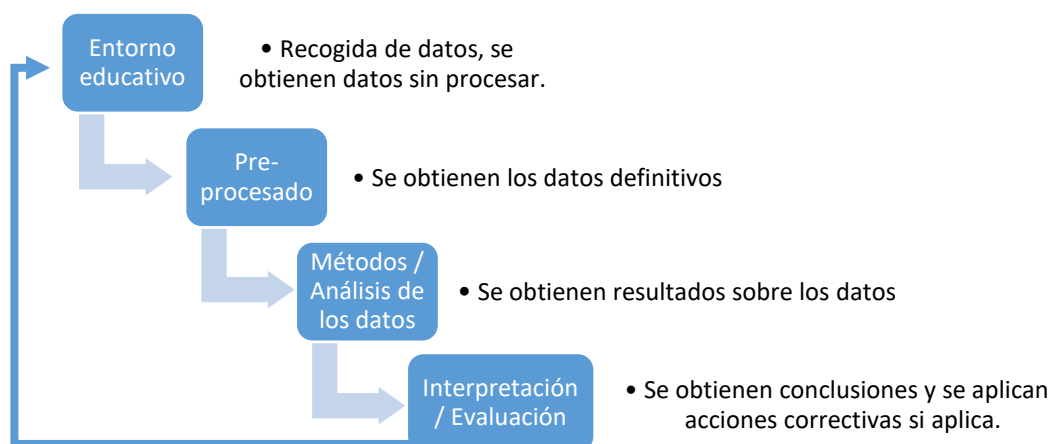 Entorno
educativo
• Recogida de datos, se
obtienen datos sin procesar.
Pre-
procesado
• Se obtienen los datos definitivos
Métodos /
Análisis de
los datos
• Se obtienen resultados sobre los datos
Interpretación
/ Evaluación
• Se obtienen conclusiones y se aplican
acciones correctivas si aplica.